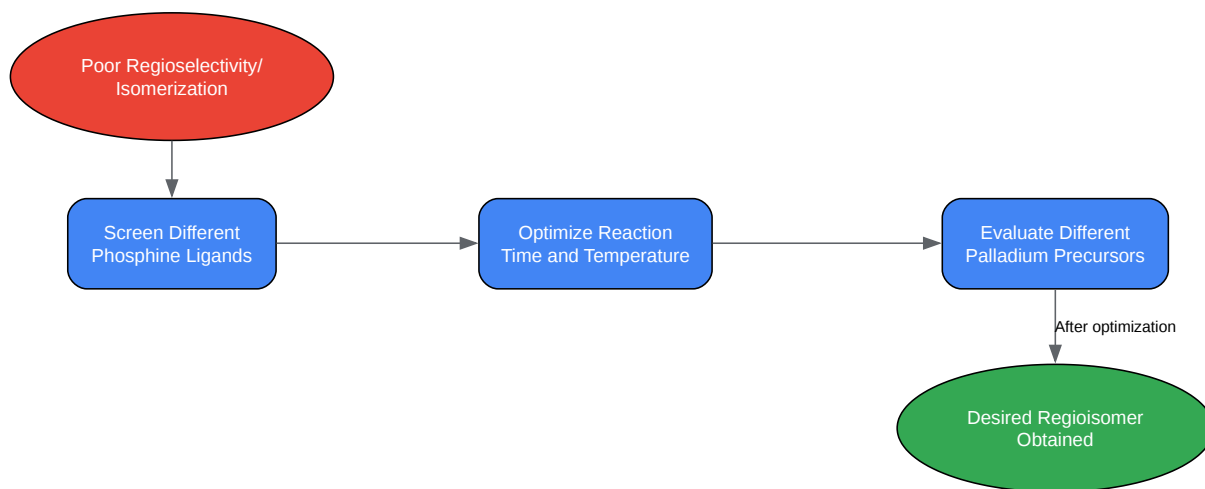 Poor Regioselectivity/
Isomerization
Screen Different
Phosphine Ligands
Optimize Reaction
Time and Temperature
Evaluate Different
Palladium Precursors
After optimization
Desired Regioisomer
Obtained